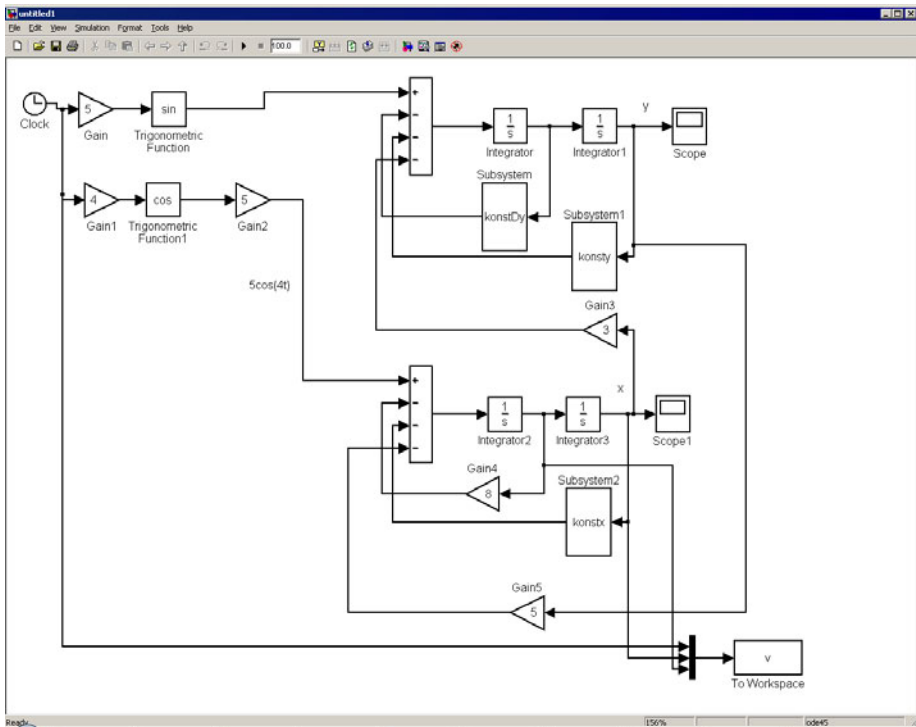 untitled1
File Edit View Simulation Format Tools Help
100.0
Clock
5
Gain
sin
Trigonometric
Function
4
Gain1
cos
Trigonometric
Function1
5
Gain2
5cos(4t)
+
-
-
-
1
s
Integrator
1
s
Integrator1
y
Scope
Subsystem
konstDy
Subsystem1
konsty
Gain3
3
+
-
-
-
1
s
Integrator2
1
s
Integrator3
x
Scope1
Gain4
8
Subsystem2
konstx
Gain5
5
v
To Workspace
Ready
156%
ode45